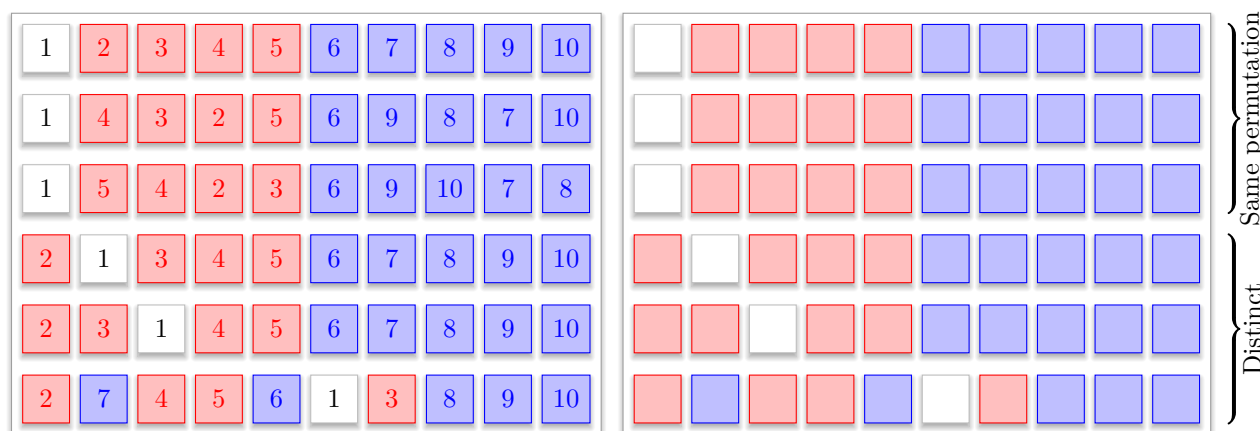 1 2 3 4 5 6 7 8 9 10
1 4 3 2 5 6 9 8 7 10
1 5 4 2 3 6 9 10 7 8
2 1 3 4 5 6 7 8 9 10
2 3 1 4 5 6 7 8 9 10
2 7 4 5 6 1 3 8 9 10
Same permutation
Distinct